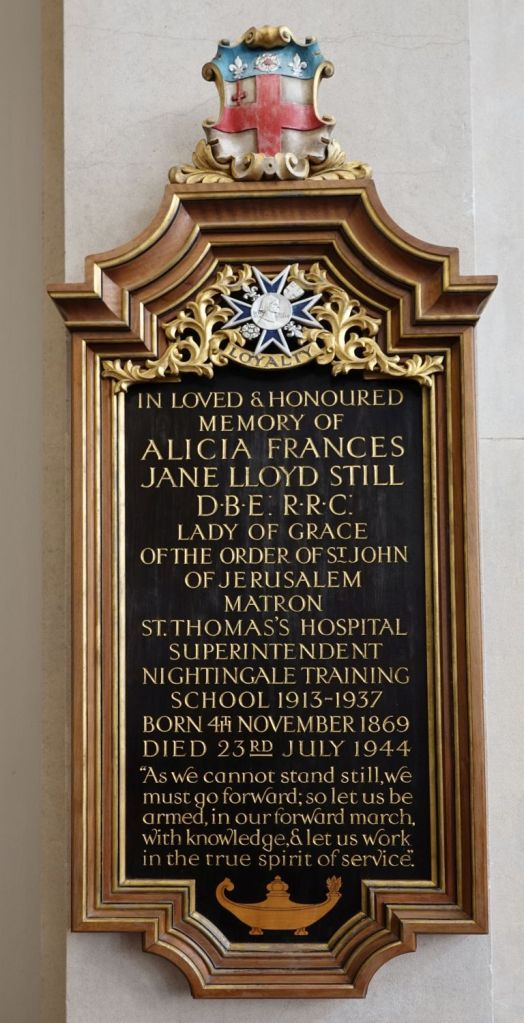 LOYALTY
IN LOVED & HONOURED
MEMORY OF
ALICIA FRANCES
JANE LLOYD STILL
D·B·E: R·R·C:
LADY OF GRACE
OF THE ORDER OF ST JOHN
OF JERUSALEM
MATRON
ST. THOMAS'S HOSPITAL
SUPERINTENDENT
NIGHTINGALE TRAINING
SCHOOL 1913-1937
BORN 4TH NOVEMBER 1869
DIED 23RD JULY 1944
"As we cannot stand still, we
must go forward; so let us be
armed, in our forward march,
with knowledge, & let us work
in the true spirit of service".